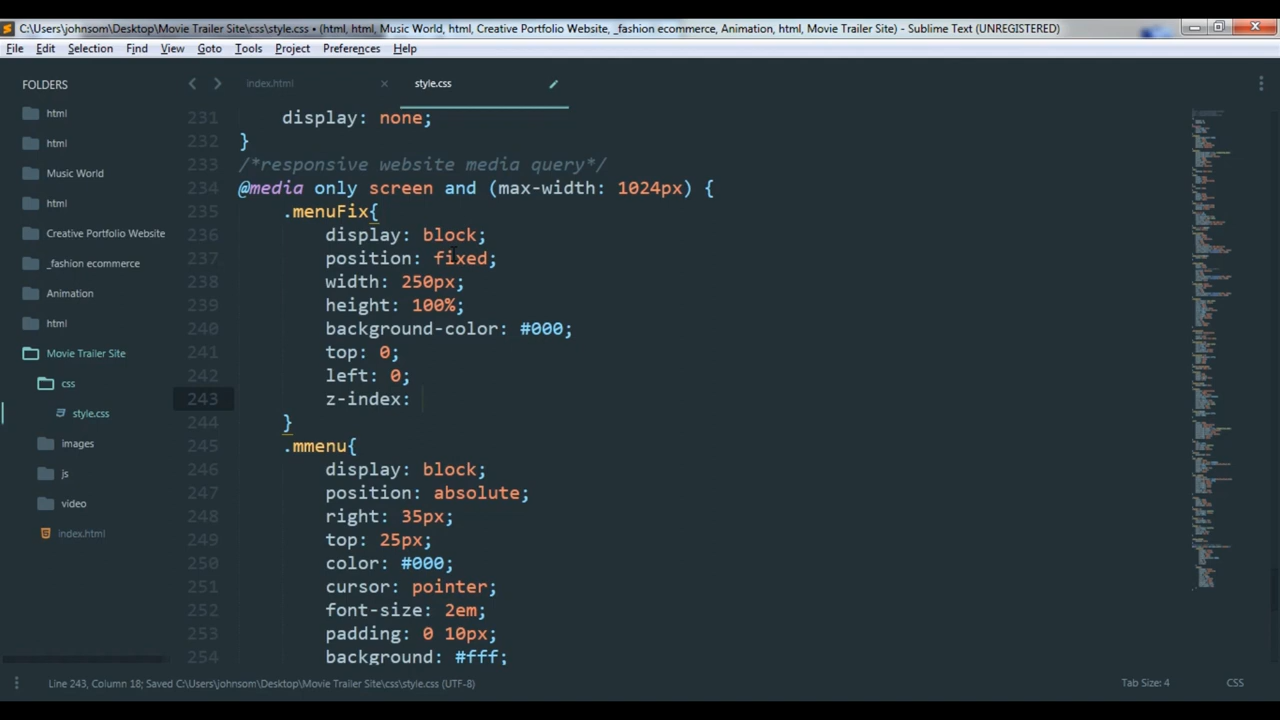 C:\Users\johnsom\Desktop\Movie Trailer Site\css\style.css • (html, html, Music World, html, Creative Portfolio Website, _fashion ecommerce, Animation, html, Movie Trailer Site) - Sublime Text (UNREGISTERED)
File Edit Selection Find View Goto Tools Project Preferences Help
FOLDERS
html
html
Music World
html
Creative Portfolio Website
_fashion ecommerce
Animation
html
Movie Trailer Site
css
style.css
images
js
video
index.html
index.html style.css
231 display: none;
232 }
233 /*responsive website media query*/
234 @media only screen and (max-width: 1024px) {
235 .menuFix{
236 display: block;
237 position: fixed;
238 width: 250px;
239 height: 100%;
240 background-color: #000;
241 top: 0;
242 left: 0;
243 z-index:
244 }
245 .mmenu{
246 display: block;
247 position: absolute;
248 right: 35px;
249 top: 25px;
250 color: #000;
251 cursor: pointer;
252 font-size: 2em;
253 padding: 0 10px;
254 background: #fff;
Line 243, Column 18; Saved C:\Users\johnsom\Desktop\Movie Trailer Site\css\style.css (UTF-8) Tab Size: 4 CSS